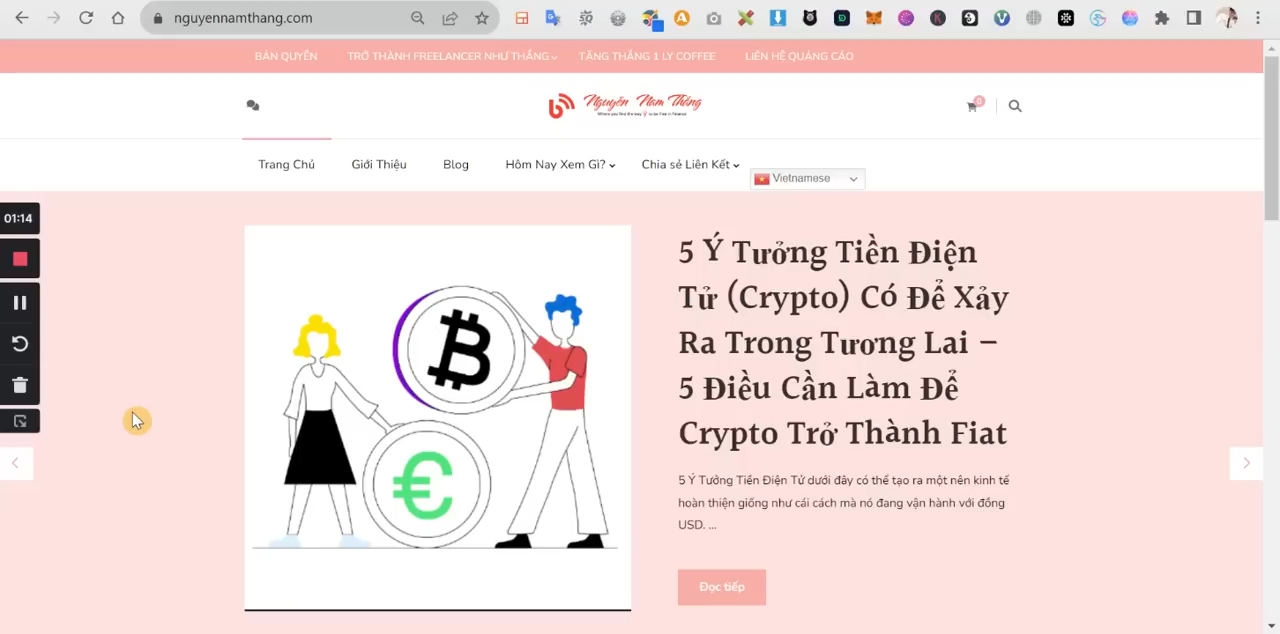 nguyennamthang.com
BẢN QUYỀN TRỞ THÀNH FREELANCER NHƯ THẮNG TẶNG THẮNG 1 LY COFFEE LIÊN HỆ QUẢNG CÁO
Nguyễn Nam Thắng
0
Trang Chủ Giới Thiệu Blog Hôm Nay Xem Gì? Chia sẻ Liên Kết Vietnamese
01:14
5 Ý Tưởng Tiền Điện
Tử (Crypto) Có Để Xảy
Ra Trong Tương Lai –
5 Điều Cần Làm Để
Crypto Trở Thành Fiat
5 Ý Tưởng Tiền Điện Tử dưới đây có thể tạo ra một nên kinh tế
hoàn thiện giống như cái cách mà nó đang vận hành với đồng
USD. ...
Đọc tiếp